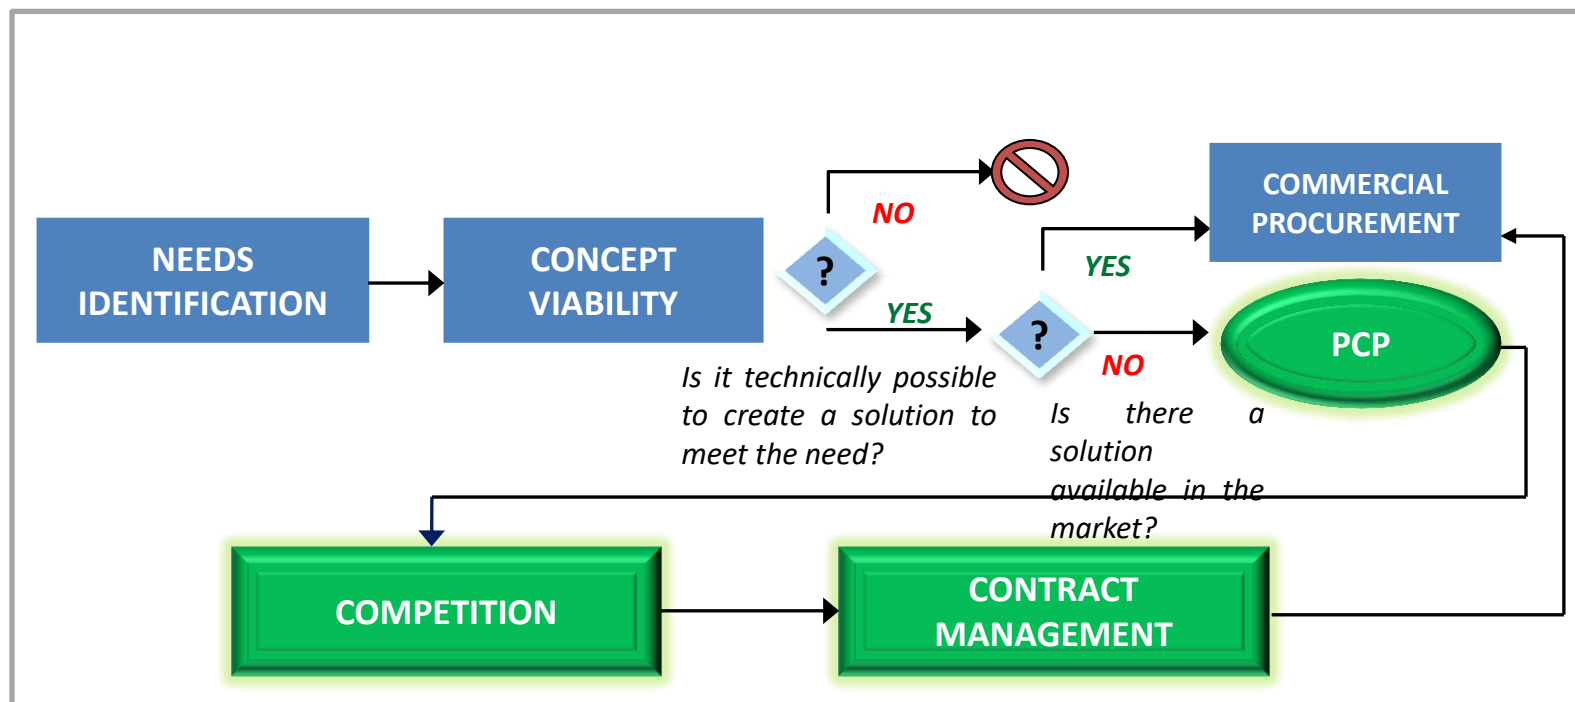 NEEDS
IDENTIFICATION
CONCEPT
VIABILITY
?
NO
YES
?
YES
NO
COMMERCIAL
PROCUREMENT
PCP
Is it technically possible
to create a solution to
meet the need?
Is there a
solution
available in the
market?
COMPETITION
CONTRACT
MANAGEMENT